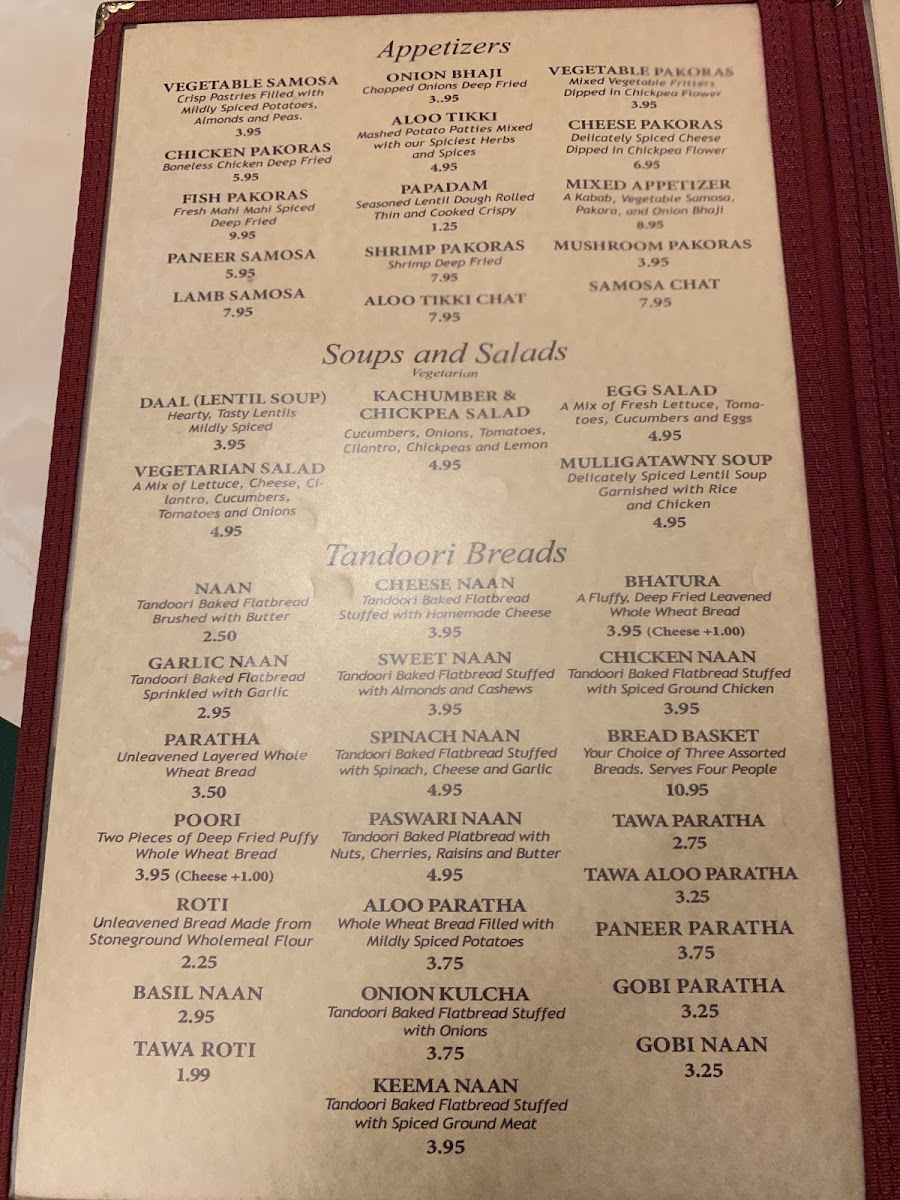 Appetizers
VEGETABLE SAMOSA
Crisp Pastries Filled with
Mildly Spiced Potatoes,
Almonds and Peas.
3.95
CHICKEN PAKORAS
Boneless Chicken Deep Fried
5.95
FISH PAKORAS
Fresh Mahi Mahi Spiced
Deep Fried
9.95
PANEER SAMOSA
5.95
LAMB SAMOSA
7.95
ONION BHAJI
Chopped Onions Deep Fried
3..95
ALOO TIKKI
Mashed Potato Patties Mixed
with our Spiciest Herbs
and Spices
4.95
PAPADAM
Seasoned Lentil Dough Rolled
Thin and Cooked Crispy
1.25
SHRIMP PAKORAS
Shrimp Deep Fried
7.95
ALOO TIKKI CHAT
7.95
VEGETABLE PAKORAS
Mixed Vegetable Fritters
Dipped in Chickpea Flower
3.95
CHEESE PAKORAS
Delicately Spiced Cheese
Dipped in Chickpea Flower
6.95
MIXED APPETIZER
A Kabab, Vegetable Samosa,
Pakora, and Onion Bhaji
8.95
MUSHROOM PAKORAS
3.95
SAMOSA CHAT
7.95
Soups and Salads
Vegetarian
DAAL (LENTIL SOUP)
Hearty, Tasty Lentils
Mildly Spiced
3.95
VEGETARIAN SALAD
A Mix of Lettuce, Cheese, Ci-
lantro, Cucumbers,
Tomatoes and Onions
4.95
KACHUMBER &
CHICKPEA SALAD
Cucumbers, Onions, Tomatoes,
Cilantro, Chickpeas and Lemon
4.95
EGG SALAD
A Mix of Fresh Lettuce, Toma-
toes, Cucumbers and Eggs
4.95
MULLIGATAWNY SOUP
Delicately Spiced Lentil Soup
Garnished with Rice
and Chicken
4.95
Tandoori Breads
NAAN
Tandoori Baked Flatbread
Brushed with Butter
2.50
GARLIC NAAN
Tandoori Baked Flatbread
Sprinkled with Garlic
2.95
PARATHA
Unleavened Layered Whole
Wheat Bread
3.50
POORI
Two Pieces of Deep Fried Puffy
Whole Wheat Bread
3.95 (Cheese +1.00)
ROTI
Unleavened Bread Made from
Stoneground Wholemeal Flour
2.25
BASIL NAAN
2.95
TAWA ROTI
1.99
CHEESE NAAN
Tandoori Baked Flatbread
Stuffed with Homemade Cheese
3.95
SWEET NAAN
Tandoori Baked Flatbread Stuffed
with Almonds and Cashews
3.95
SPINACH NAAN
Tandoori Baked Flatbread Stuffed
with Spinach, Cheese and Garlic
4.95
PASWARI NAAN
Tandoori Baked Platbread with
Nuts, Cherries, Raisins and Butter
4.95
ALOO PARATHA
Whole Wheat Bread Filled with
Mildly Spiced Potatoes
3.75
ONION KULCHA
Tandoori Baked Flatbread Stuffed
with Onions
3.75
KEEMA NAAN
Tandoori Baked Flatbread Stuffed
with Spiced Ground Meat
3.95
BHATURA
A Fluffy, Deep Fried Leavened
Whole Wheat Bread
3.95 (Cheese +1.00)
CHICKEN NAAN
Tandoori Baked Flatbread Stuffed
with Spiced Ground Chicken
3.95
BREAD BASKET
Your Choice of Three Assorted
Breads. Serves Four People
10.95
TAWA PARATHA
2.75
TAWA ALOO PARATHA
3.25
PANEER PARATHA
3.75
GOBI PARATHA
3.25
GOBI NAAN
3.25